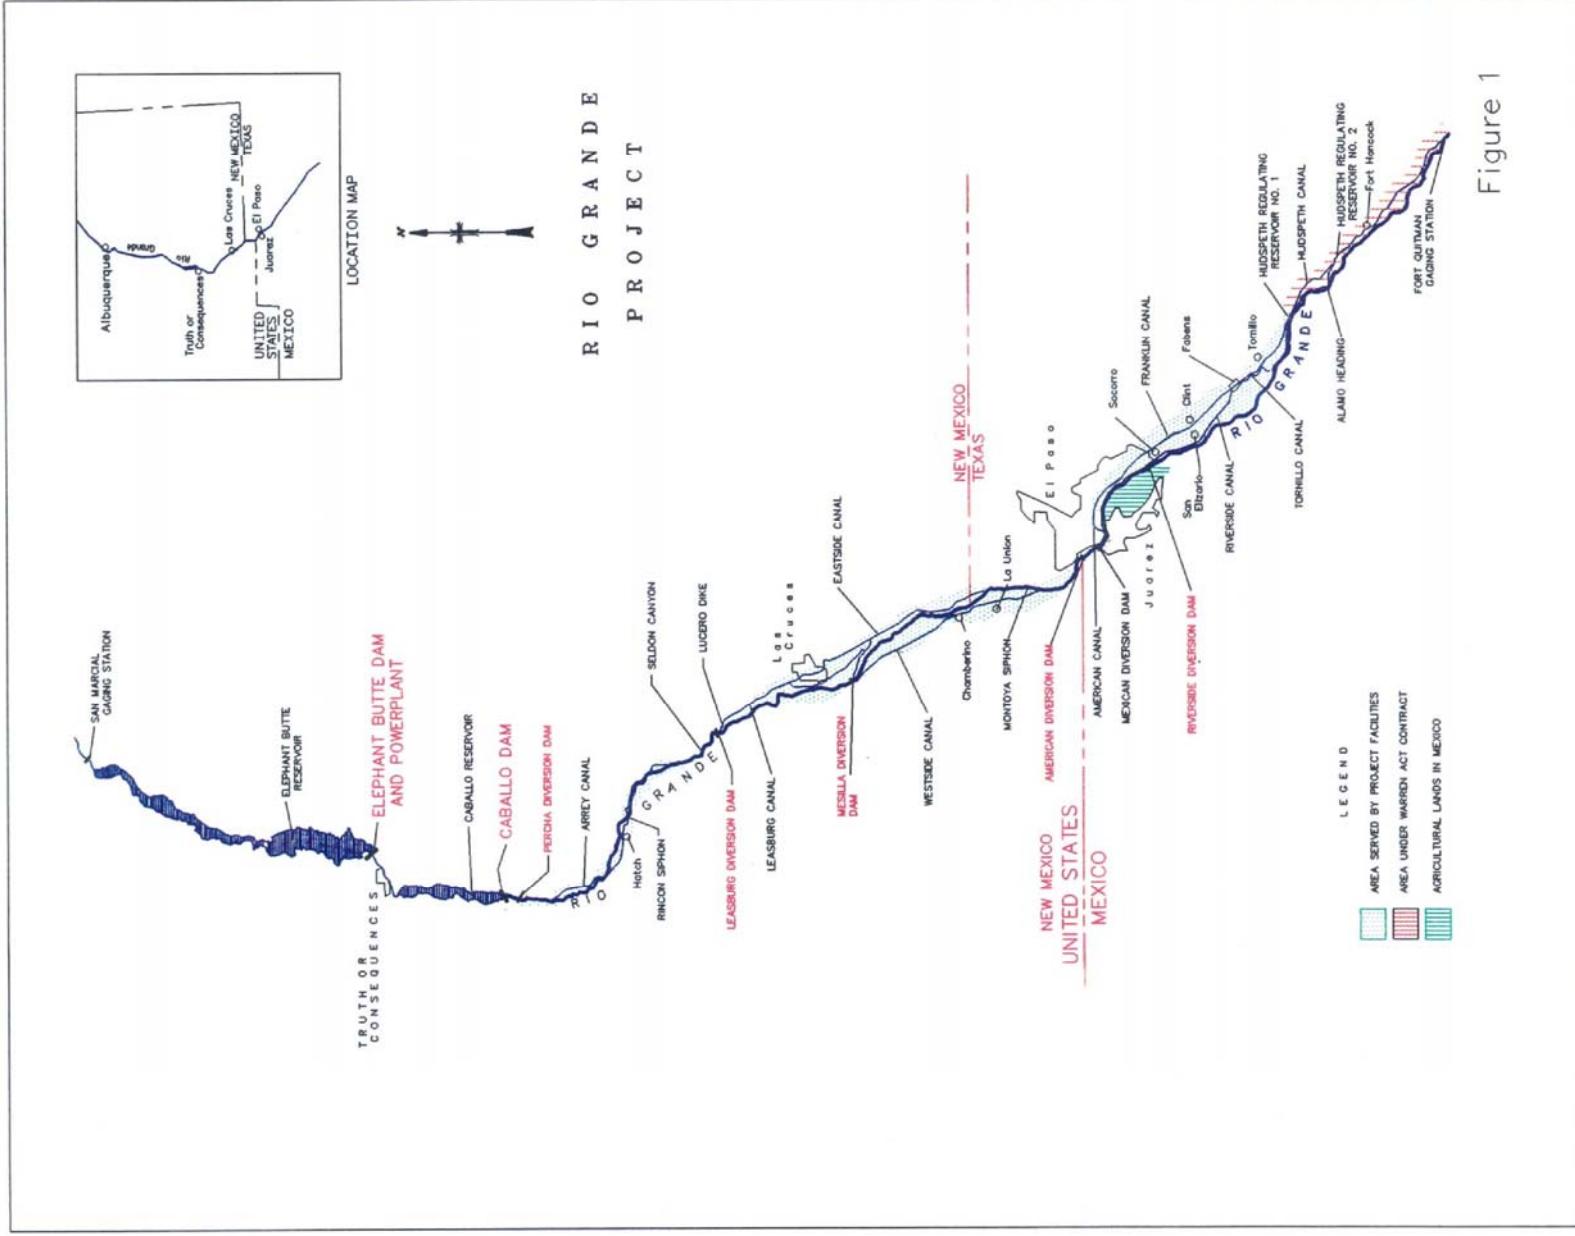 Albuquerque
Rio
Grande
Truth or
Consequences
Las Cruces
NEW MEXICO
TEXAS
El Paso
Juarez
UNITED
STATES
MEXICO
LOCATION MAP
N
RIO GRANDE
PROJECT
SAN MARCIAL
GAGING STATION
ELEPHANT BUTTE
RESERVOIR
ELEPHANT BUTTE DAM
AND POWERPLANT
TRUTH OR
CONSEQUENCES
CABALLO RESERVOIR
CABALLO DAM
PERCHA DIVERSION DAM
ARREY CANAL
RIO GRANDE
Hatch
RINCON SIPHON
SELDON CANYON
LUCERO DIKE
LEASBURG DIVERSION DAM
LEASBURG CANAL
Las
Cruces
MESILLA DIVERSION
DAM
EASTSIDE CANAL
WESTSIDE CANAL
Chamberino
NEW MEXICO
TEXAS
La Union
MONTOYA SIPHON
El Paso
AMERICAN DIVERSION DAM
NEW MEXICO
UNITED STATES
MEXICO
AMERICAN CANAL
MEXICAN DIVERSION DAM
Juarez
RIVERSIDE DIVERSION DAM
Socorro
FRANKLIN CANAL
Clint
San
Elizario
Fabens
RIVERSIDE CANAL
Tornillo
RIO GRANDE
TORNILLO CANAL
HUDSPETH REGULATING
RESERVOIR NO. 1
HUDSPETH CANAL
ALAMO HEADING
HUDSPETH REGULATING
RESERVOIR NO. 2
Fort Hancock
FORT QUITMAN
GAGING STATION
LEGEND
AREA SERVED BY PROJECT FACILITIES
AREA UNDER WARREN ACT CONTRACT
AGRICULTURAL LANDS IN MEXICO
Figure 1